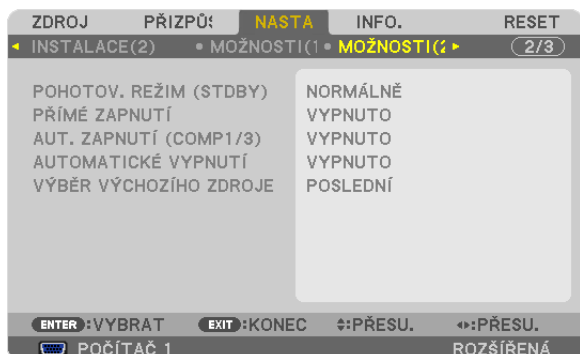 ZDROJ PŘIZPŮ NASTA INFO. RESET
INSTALACE(2) • MOŽNOSTI(1 • MOŽNOSTI(2 2/3
POHOTOV. REŽIM (STDBY) NORMÁLNĚ
PŘÍMÉ ZAPNUTÍ VYPNUTO
AUT. ZAPNUTÍ (COMP1/3) VYPNUTO
AUTOMATICKÉ VYPNUTÍ VYPNUTO
VÝBĚR VÝCHOZÍHO ZDROJE POSLEDNÍ
ENTER :VYBRAT EXIT :KONEC :PŘESU. :PŘESU.
POČÍTAČ 1 ROZŠÍŘENÁ